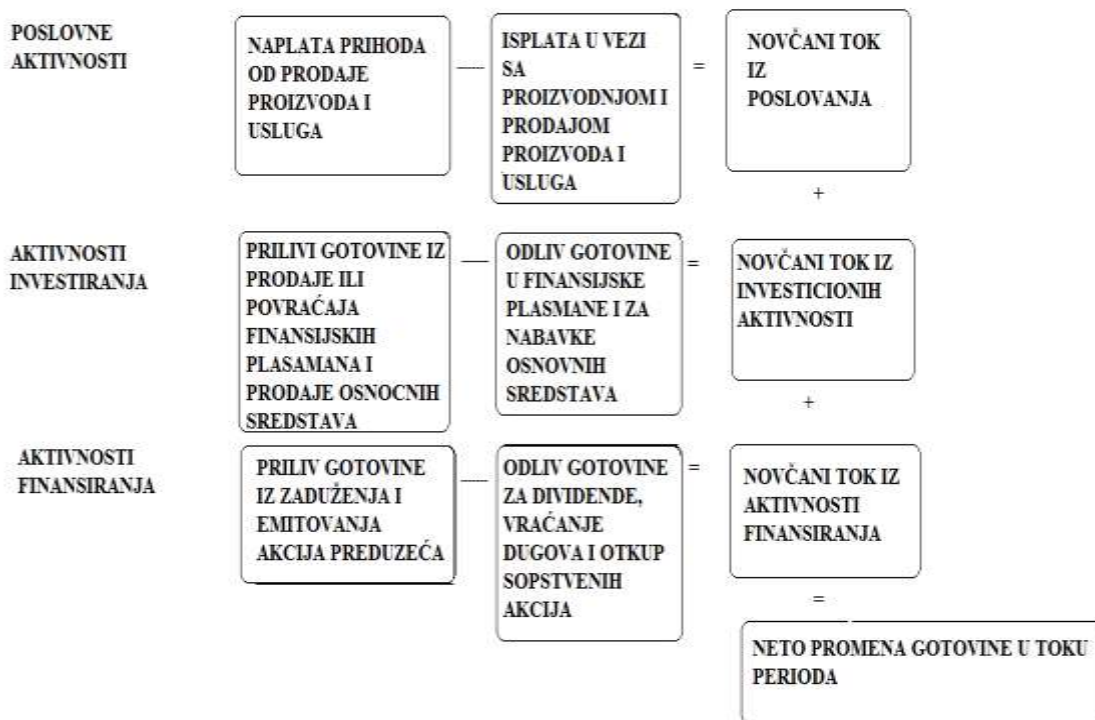 POSLOVNE
AKTIVNOSTI
NAPLATA PRIHODA
OD PRODAJE
PROIZVODA I
USLUGA
—
ISPLATA U VEZI
SA
PROIZVODNJOM I
PRODAJOM
PROIZVODA I
USLUGA
=
NOVČANI TOK
IZ
POSLOVANJA
+
AKTIVNOSTI
INVESTIRANJA
PRILIVI GOTOVINE IZ
PRODAJE ILI
POVRAĆAJA
FINANSIJSKIH
PLASAMANA I
PRODAJE OSNOCNIH
SREDSTAVA
—
ODLIV GOTOVINE
U FINANSIJSKE
PLASMANE I ZA
NABAVKE
OSNOVNIH
SREDSTAVA
=
NOVČANI TOK IZ
INVESTICIONIH
AKTIVNOSTI
+
AKTIVNOSTI
FINANSIRANJA
PRILIV GOTOVINE
IZ ZADUŽENJA I
EMITOVANJA
AKCIJA PREDUZEĆA
—
ODLIV GOTOVINE
ZA DIVIDENDE,
VRAĆANJE
DUGOVA I OTKUP
SOPSTVENIH
AKCIJA
=
NOVČANI TOK IZ
AKTIVNOSTI
FINANSIRANJA
=
NETO PROMENA GOTOVINE U TOKU
PERIODA